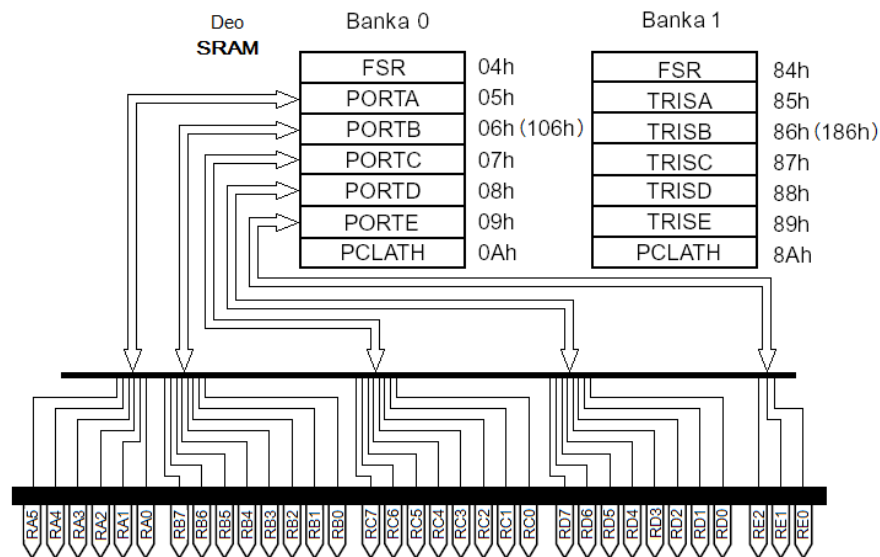 Deo
SRAM
Banka 0
Banka 1
FSR 04h
PORTA 05h
PORTB 06h (106h)
PORTC 07h
PORTD 08h
PORTE 09h
PCLATH 0Ah
FSR 84h
TRISA 85h
TRISB 86h (186h)
TRISC 87h
TRISD 88h
TRISE 89h
PCLATH 8Ah
RA5
RA4
RA3
RA2
RA1
RA0
RB7
RB6
RB5
RB4
RB3
RB2
RB1
RB0
RC7
RC6
RC5
RC4
RC3
RC2
RC1
RC0
RD7
RD6
RD5
RD4
RD3
RD2
RD1
RD0
RE2
RE1
RE0